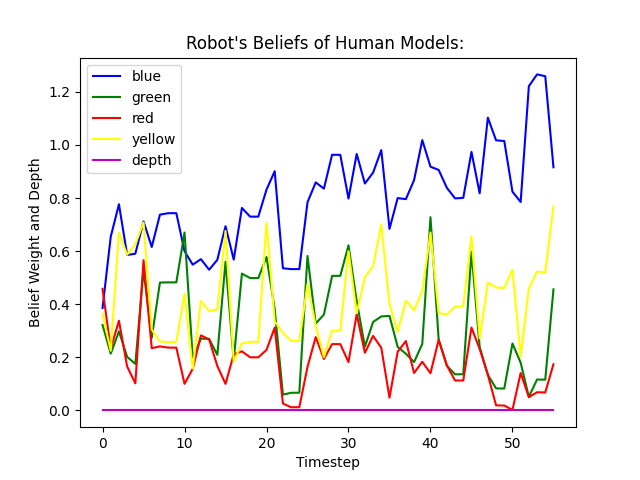 Robot's Beliefs of Human Models:
blue
green
red
yellow
depth
Belief Weight and Depth
1.2
1.0
0.8
0.6
0.4
0.2
0.0
0
10
20
30
40
50
Timestep